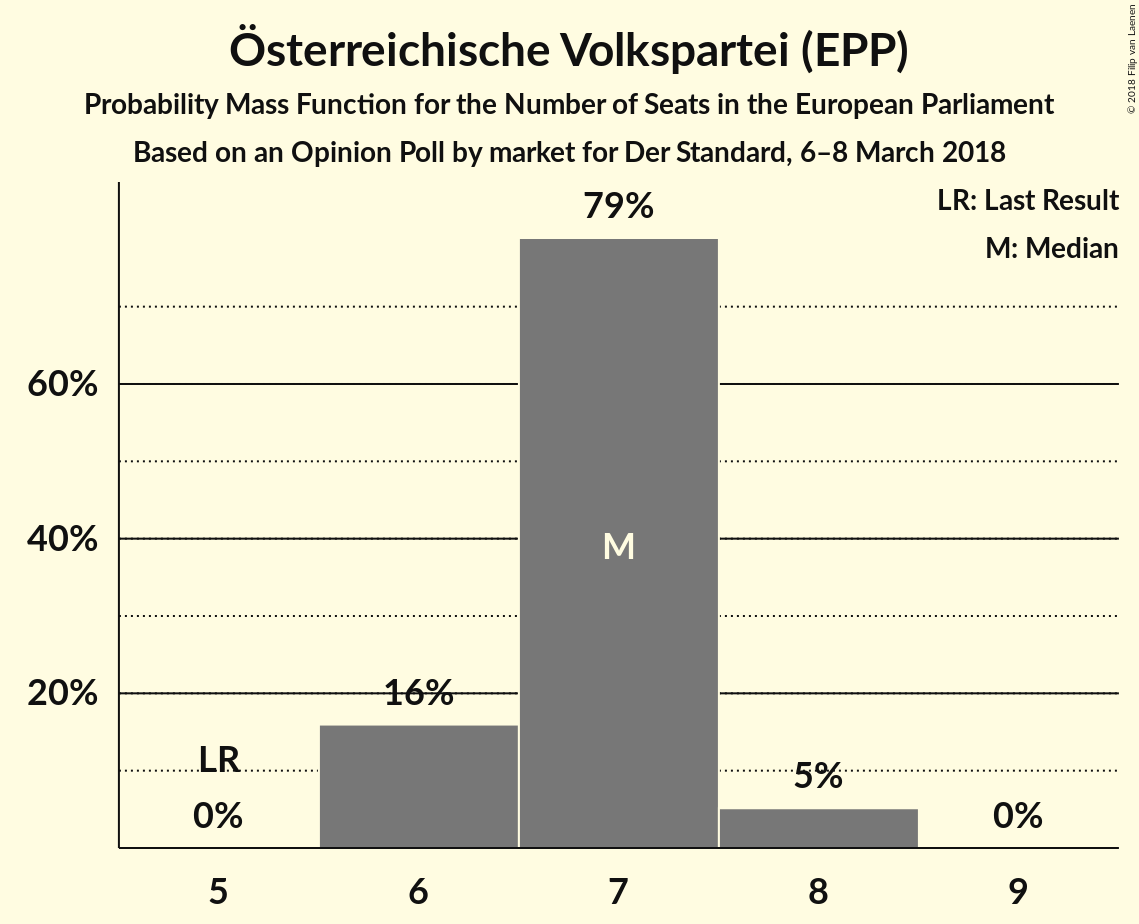 Österreichische Volkspartei (EPP)
Probability Mass Function for the Number of Seats in the European Parliament
Based on an Opinion Poll by market for Der Standard, 6–8 March 2018
© 2018 Filip van Laenen
LR: Last Result
M: Median
79%
60%
40%
M
20%
16%
LR
5%
0%
0%
5
6
7
8
9